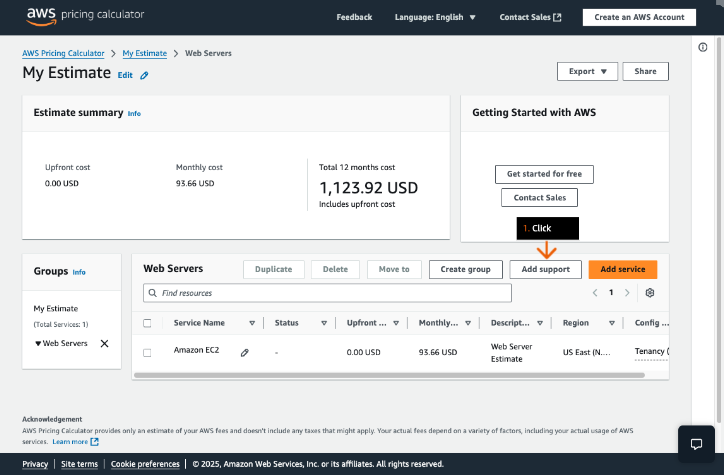 aws pricing calculator
Feedback Language: English Contact Sales Create an AWS Account
AWS Pricing Calculator > My Estimate > Web Servers
My Estimate Edit
Export Share
Estimate summary Info
Getting Started with AWS
Upfront cost
0.00 USD
Monthly cost
93.66 USD
Total 12 months cost
1,123.92 USD
Includes upfront cost
Get started for free
Contact Sales
1. Click
Groups Info
My Estimate
(Total Services: 1)
Web Servers
Web Servers Duplicate Delete Move to Create group Add support Add service
Find resources
1
Service Name Status Upfront ... Monthly... Descript... Region Config ...
Amazon EC2 - 0.00 USD 93.66 USD Web Server Estimate US East (N.... Tenancy (
Acknowledgement
AWS Pricing Calculator provides only an estimate of your AWS fees and doesn't include any taxes that might apply. Your actual fees depend on a variety of factors, including your actual usage of AWS
services. Learn more
Privacy | Site terms | Cookie preferences | © 2025, Amazon Web Services, Inc. or its affiliates. All rights reserved.